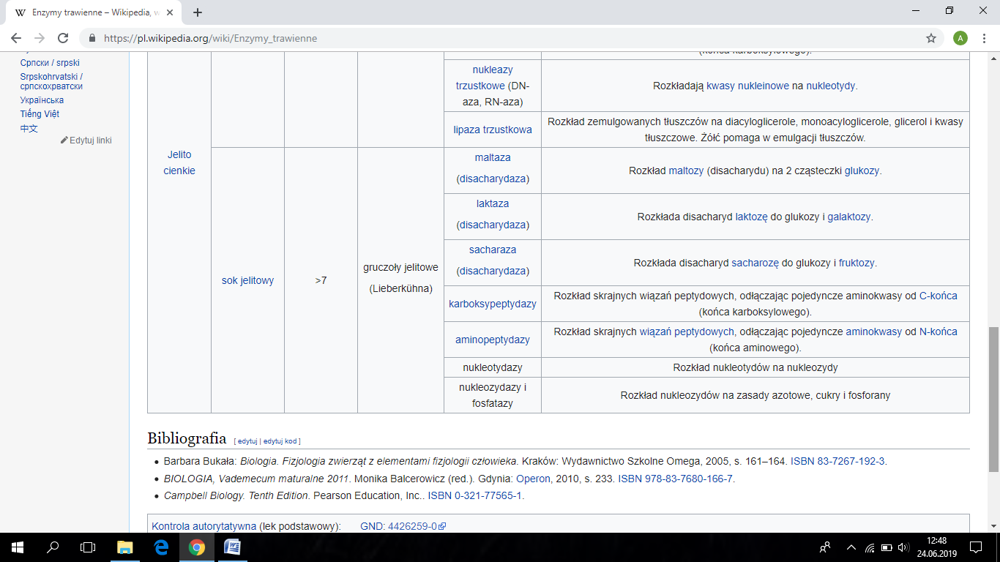 Enzymy trawienne – Wikipedia, w
https://pl.wikipedia.org/wiki/Enzymy_trawienne
A
Српски / srpski
Srpskohrvatski /
српскохрватски
Українська
Tiếng Việt
中文
Edytuj linki
(końca karboksylowego).
nukleazy
trzustkowe (DN-
aza, RN-aza)
Rozkładają kwasy nukleinowe na nukleotydy.
lipaza trzustkowa
Rozkład zemulgowanych tłuszczów na diacyloglicerole, monoacyloglicerole, glicerol i kwasy
tłuszczowe. Żółć pomaga w emulgacji tłuszczów.
Jelito
cienkie
sok jelitowy
>7
gruczoły jelitowe
(Lieberkühna)
maltaza
(disacharydaza)
Rozkład maltozy (disacharydu) na 2 cząsteczki glukozy.
laktaza
(disacharydaza)
Rozkłada disacharyd laktozę do glukozy i galaktozy.
sacharaza
(disacharydaza)
Rozkłada disacharyd sacharozę do glukozy i fruktozy.
karboksypeptydazy
Rozkład skrajnych wiązań peptydowych, odłączając pojedyncze aminokwasy od C-końca
(końca karboksylowego).
aminopeptydazy
Rozkład skrajnych wiązań peptydowych, odłączając pojedyncze aminokwasy od N-końca
(końca aminowego).
nukleotydazy
Rozkład nukleotydów na nukleozydy
nukleozydazy i
fosfatazy
Rozkład nukleozydów na zasady azotowe, cukry i fosforany
Bibliografia [ edytuj | edytuj kod ]
• Barbara Bukała: Biologia. Fizjologia zwierząt z elementami fizjologii człowieka. Kraków: Wydawnictwo Szkolne Omega, 2005, s. 161–164. ISBN 83-7267-192-3.
• BIOLOGIA, Vademecum maturalne 2011. Monika Balcerowicz (red.). Gdynia: Operon, 2010, s. 233. ISBN 978-83-7680-166-7.
• Campbell Biology. Tenth Edition. Pearson Education, Inc.. ISBN 0-321-77565-1.
Kontrola autorytatywna (lek podstawowy): GND: 4426259-0
12:48
24.06.2019